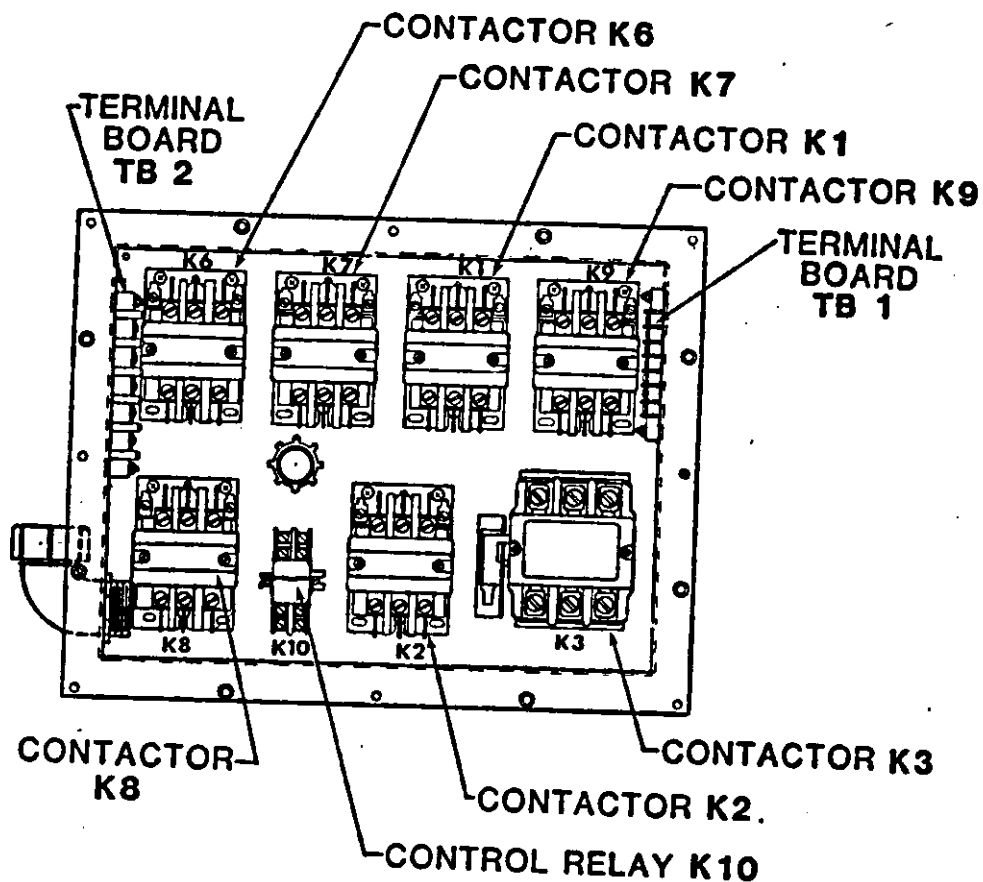 CONTACTOR K6
CONTACTOR K7
TERMINAL
BOARD
TB 2
CONTACTOR K1
CONTACTOR K9
TERMINAL
BOARD
TB 1
K6
K7
K1
K9
K8
K10
K2
K3
CONTACTOR
K8
CONTACTOR K3
CONTACTOR K2.
CONTROL RELAY K10